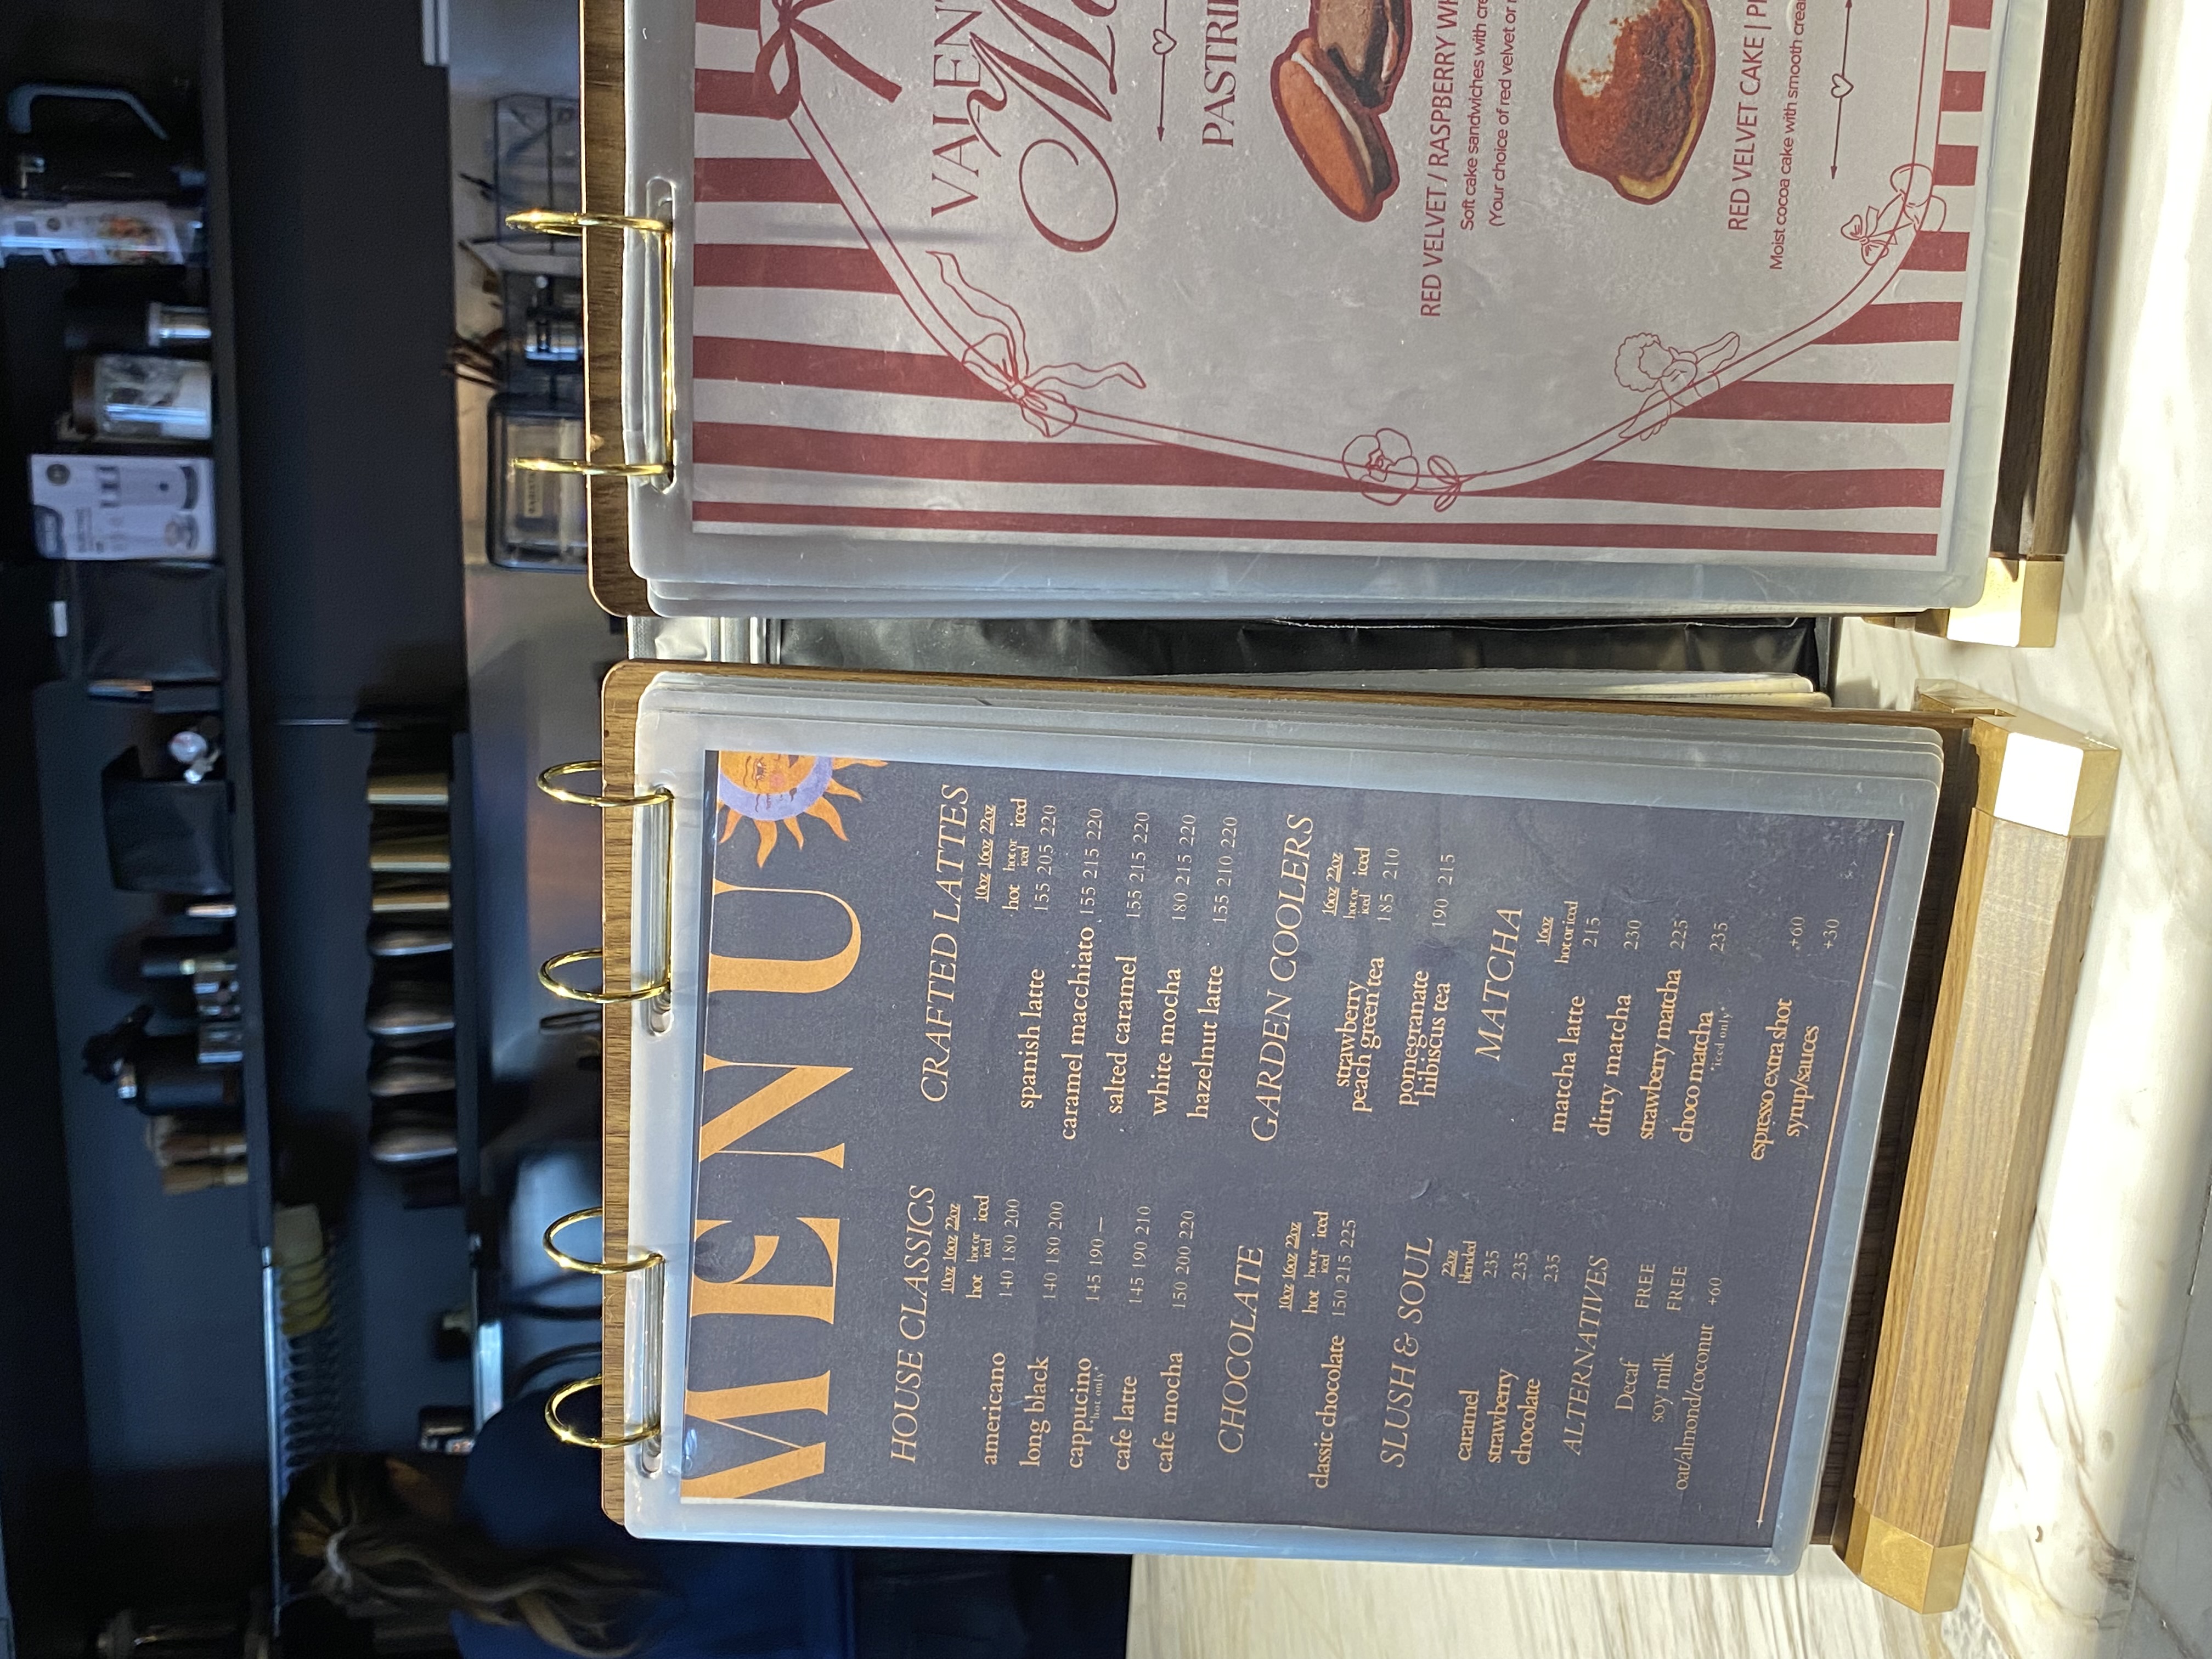 MENU
HOUSE CLASSICS
10oz 16oz 22oz
hot hot or iced iced
americano 140 180 200
long black 140 180 200
cappucino 145 190 —
*hot only*
cafe latte 145 190 210
cafe mocha 150 200 220
CHOCOLATE
10oz 16oz 22oz
hot hot or iced iced
classic chocolate 150 215 225
SLUSH & SOUL
22oz
blended
caramel 235
strawberry 235
chocolate 235
ALTERNATIVES
Decaf FREE
soy milk FREE
oat/almond/coconut +60
CRAFTED LATTES
10oz 16oz 22oz
hot hot or iced iced
spanish latte 155 205 220
caramel macchiato 155 215 220
salted caramel 155 215 220
white mocha 180 215 220
hazelnut latte 155 210 220
GARDEN COOLERS
16oz 22oz
hot or iced iced
strawberry
peach green tea 185 210
pomegranate
hibiscus tea 190 215
MATCHA
16oz
hot or iced
matcha latte 215
dirty matcha 230
strawberry matcha 225
choco matcha 235
*iced only*
espresso extra shot +60
syrup/sauces +30
VALEN
PASTRI
RED VELVET / RASPBERRY WH
Soft cake sandwiches with cre
(Your choice of red velvet or r
RED VELVET CAKE | P
Moist cocoa cake with smooth crea